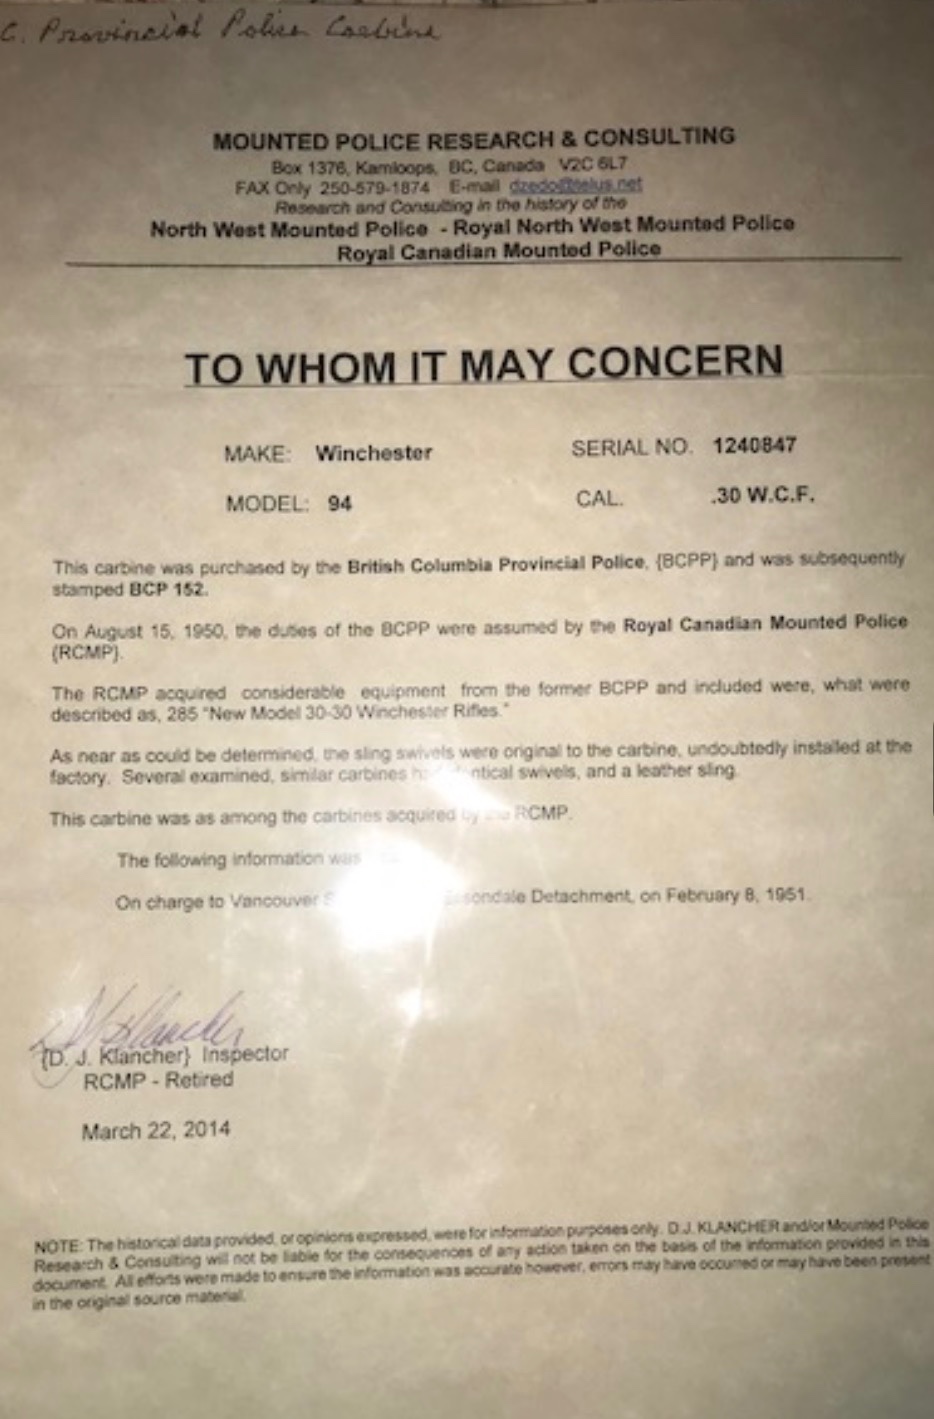 C. Provincial Police Carbine
MOUNTED POLICE RESEARCH & CONSULTING
Box 1376, Kamloops, BC, Canada V2C 6L7
FAX Only 250-579-1874 E-mail dzedo@telus.net
Research and Consulting in the history of the
North West Mounted Police - Royal North West Mounted Police
Royal Canadian Mounted Police
TO WHOM IT MAY CONCERN
MAKE: Winchester SERIAL NO. 1240847
MODEL: 94 CAL. .30 W.C.F.
This carbine was purchased by the British Columbia Provincial Police, {BCPP} and was subsequently
stamped BCP 152.
On August 15, 1950, the duties of the BCPP were assumed by the Royal Canadian Mounted Police
{RCMP}.
The RCMP acquired considerable equipment from the former BCPP and included were, what were
described as, 285 "New Model 30-30 Winchester Rifles."
As near as could be determined, the sling swivels were original to the carbine, undoubtedly installed at the
factory. Several examined, similar carbines swivels, and a leather sling.
This carbine was as among the carbines acquired by the RCMP.
The following information was
On charge to Vancouver Detachment, on February 8, 1951.
{D. J. Klancher} Inspector
RCMP - Retired
March 22, 2014
NOTE: The historical data provided, or opinions expressed, were for information purposes only. D.J. KLANCHER and/or Mounted Police
Research & Consulting will not be liable for the consequences of any action taken on the basis of the information provided in this
document. All efforts were made to ensure the information was accurate however, errors may have occurred or may have been present
in the original source material.